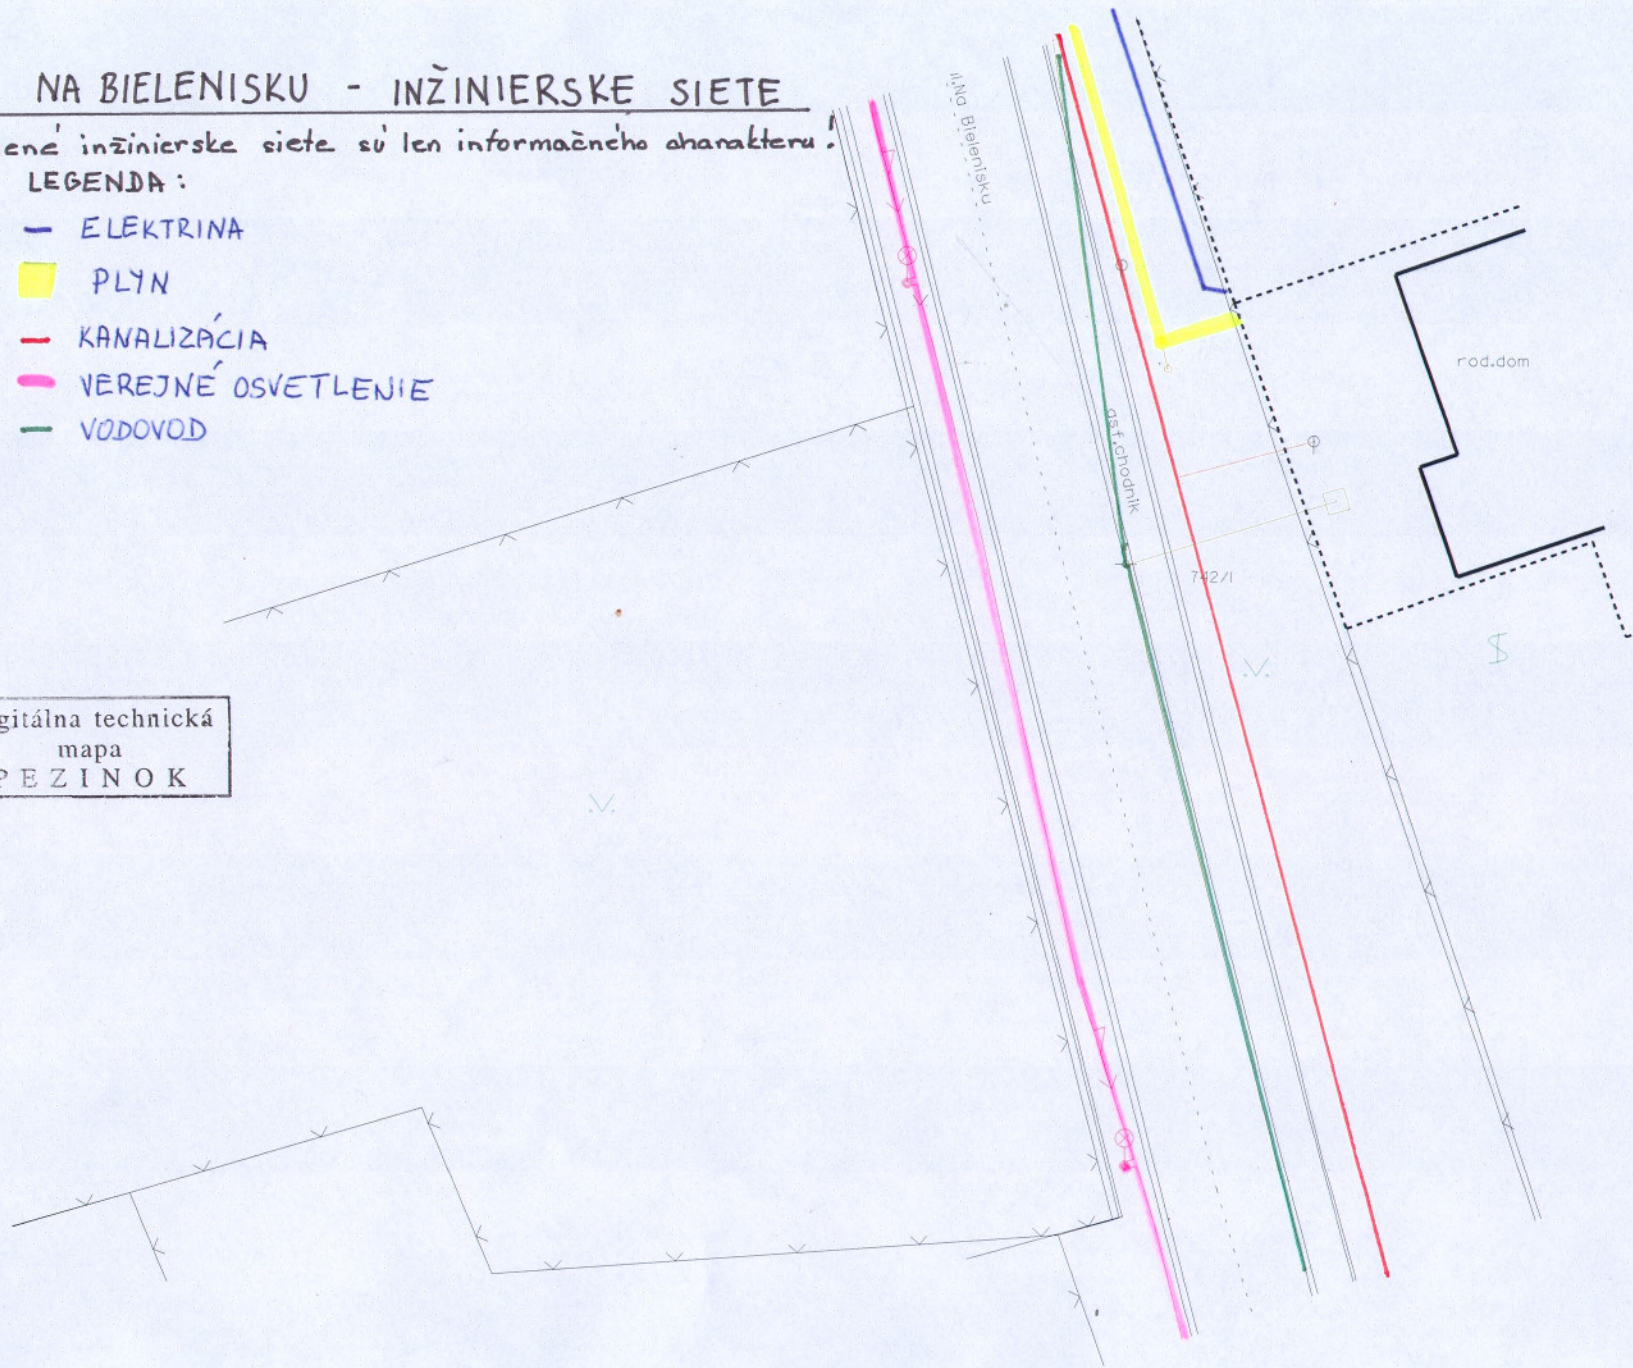 NA BIELENISKU - INŽINIERSKE SIETE
ené inžinierske siete sú len informačného charakteru!
LEGENDA:
ELEKTRINA
PLYN
KANALIZÁCIA
VEREJNÉ OSVETLENIE
VODOVOD
ul.Na Bielenisku
asf.chodník
rod.dom
742/1
gitálna technická
mapa
PEZINOK